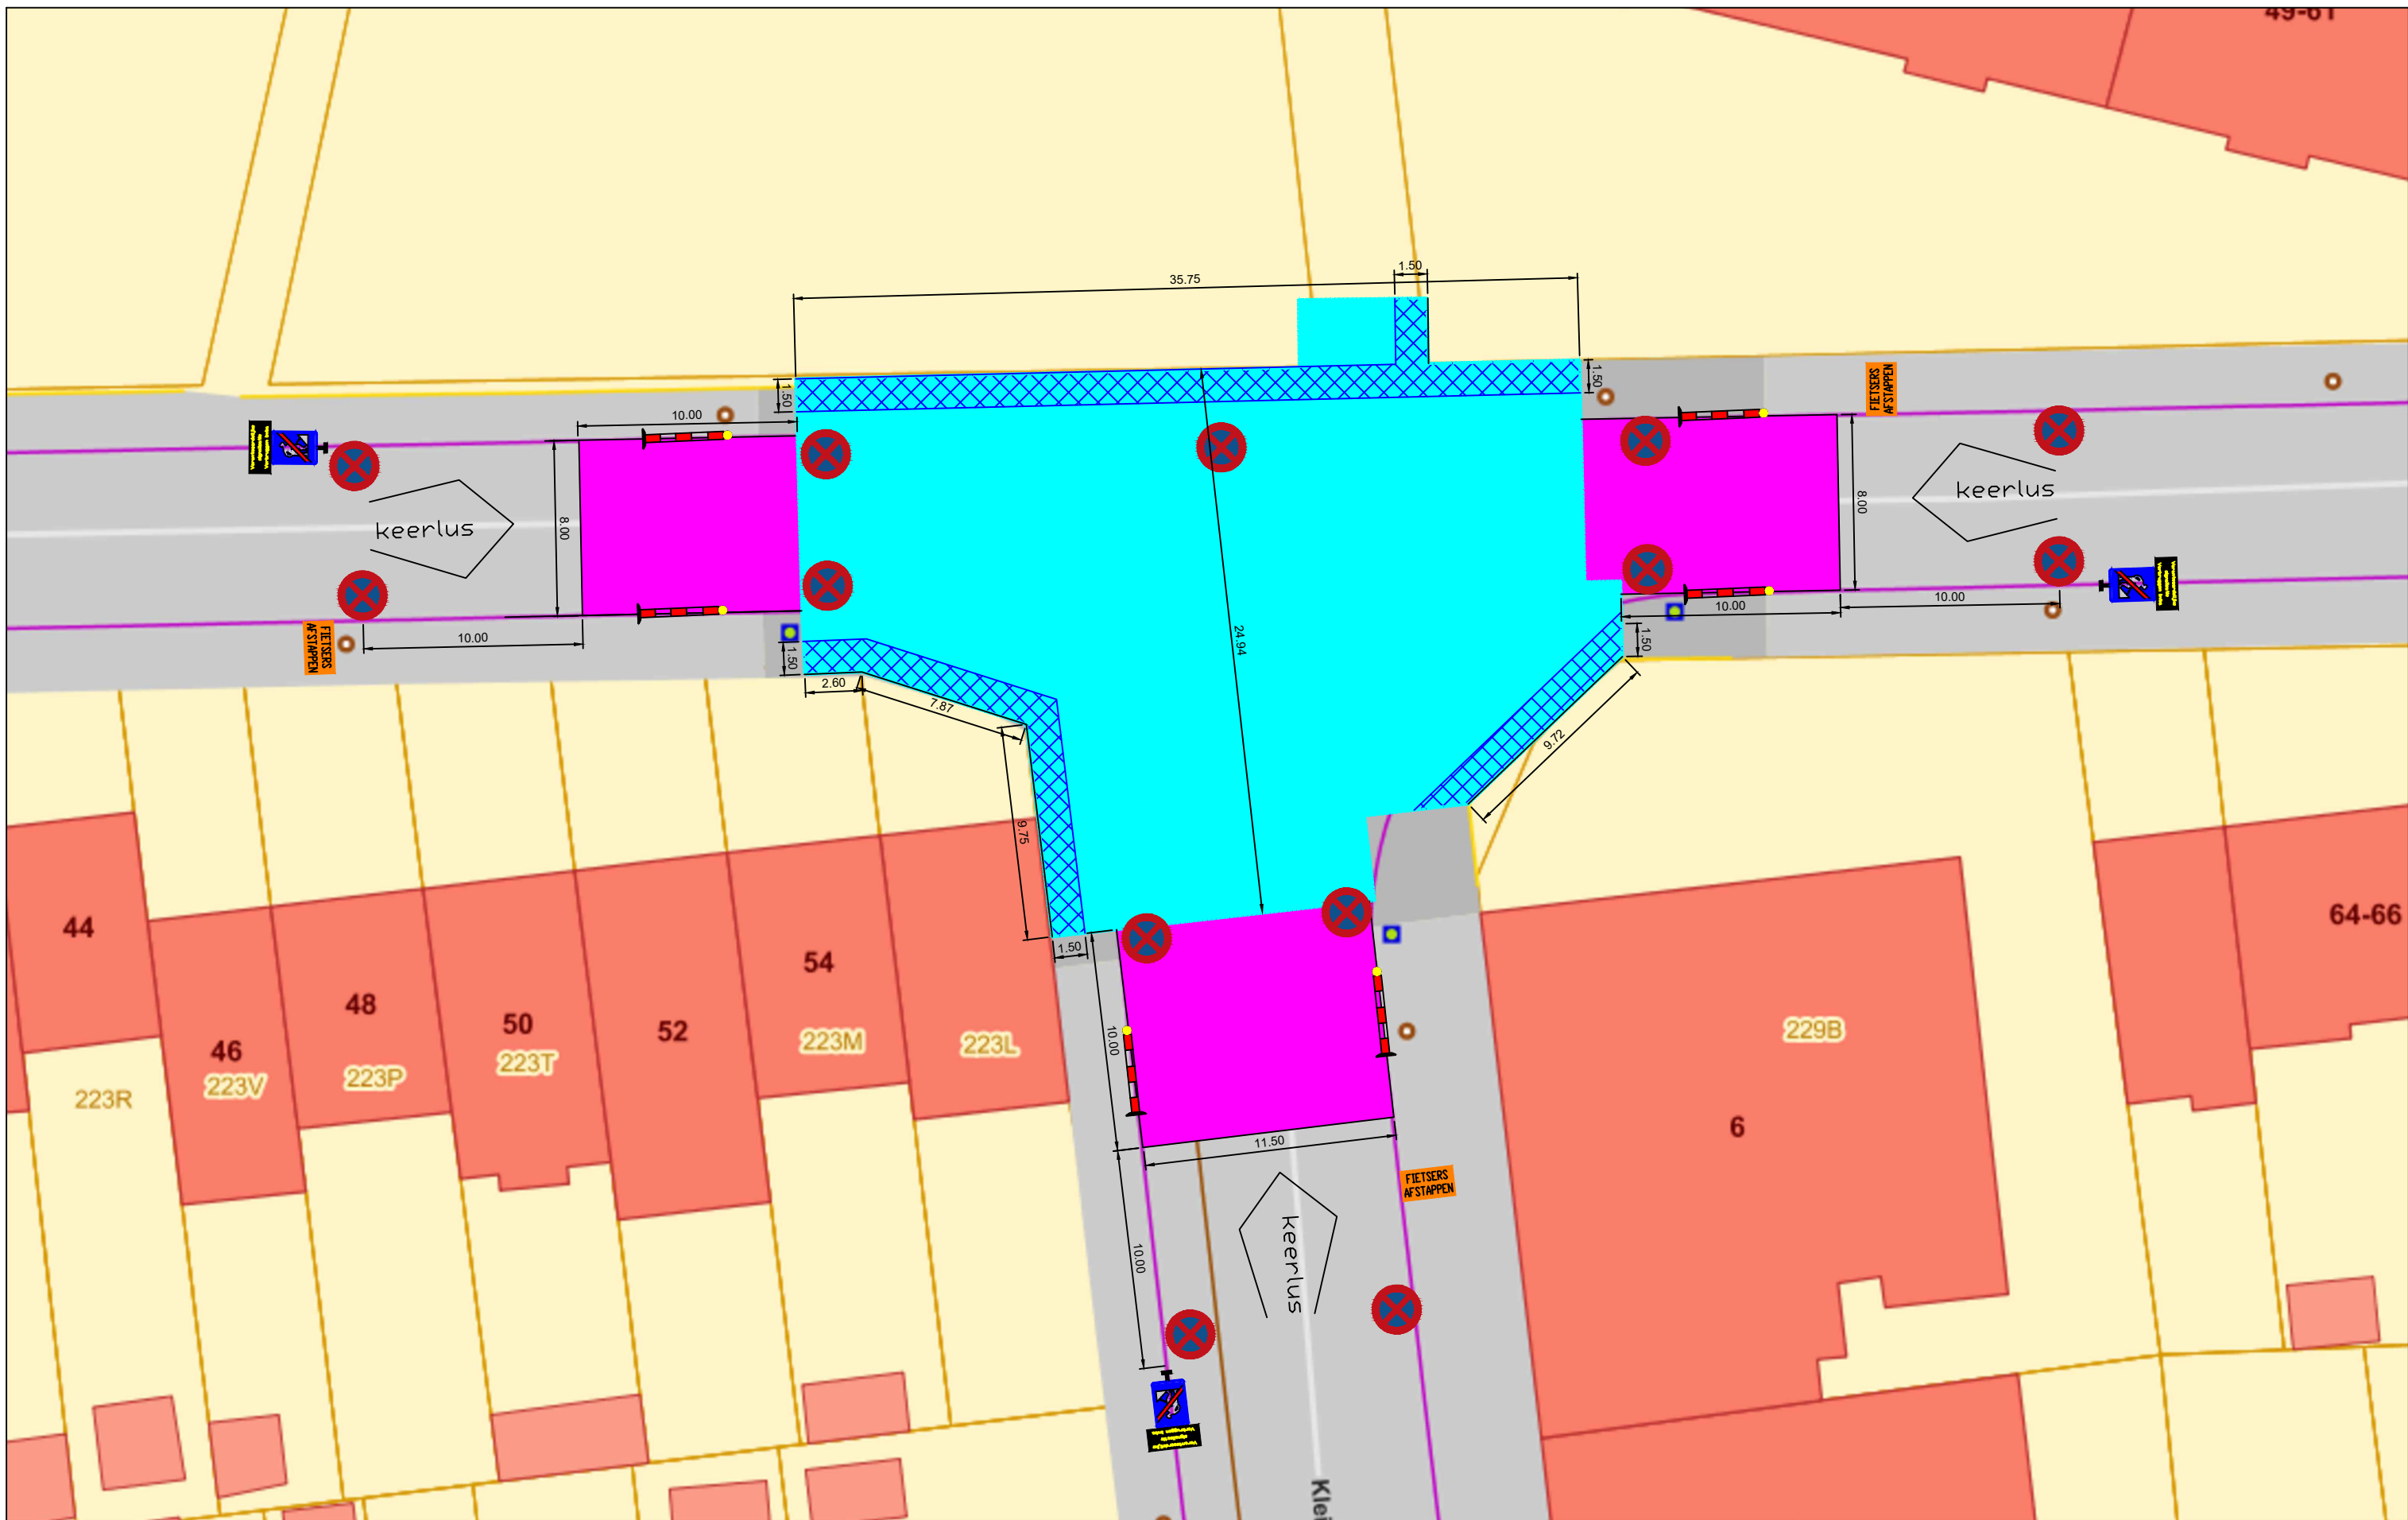 49-61
35.75
1.50
1.50
1.50
10.00
FIETSERS
AFSTAPPEN
keerlus
8.00
keerlus
8.00
10.00
10.00
10.00
FIETSERS
AFSTAPPEN
1.50
1.50
24.94
2.60
7.87
9.72
9.75
44
46
223V
48
223P
50
223T
52
54
223M
223L
223R
1.50
10.00
229B
6
64-66
11.50
FIETSERS
AFSTAPPEN
10.00
keerlus
Klei